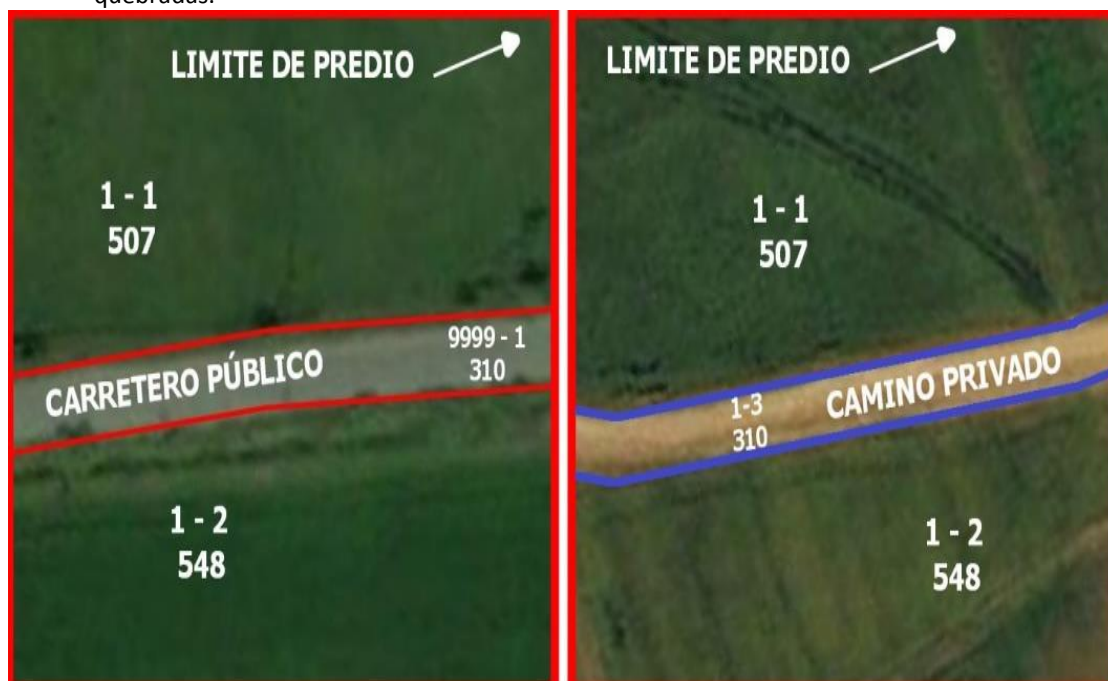 quebradas.
LIMITE DE PREDIO
1 - 1
507
9999 - 1
310
CARRETERO PÚBLICO
1 - 2
548
LIMITE DE PREDIO
1 - 1
507
1-3
310
CAMINO PRIVADO
1 - 2
548